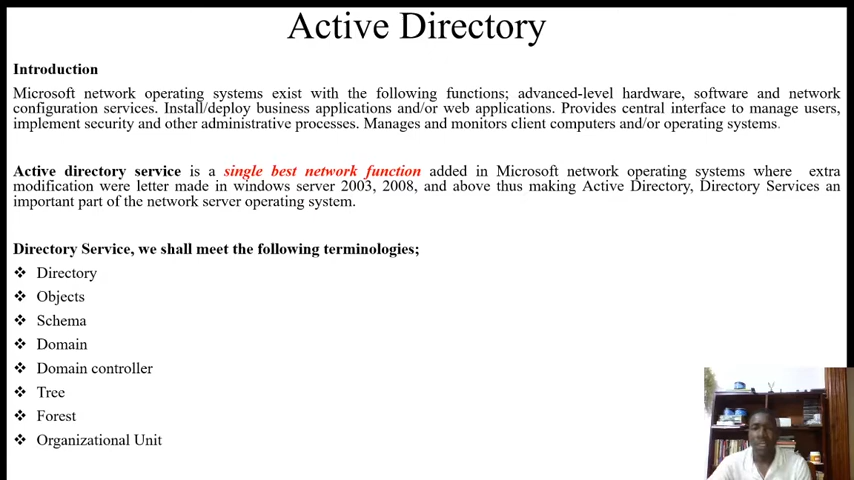 Active Directory
Introduction
Microsoft network operating systems exist with the following functions; advanced-level hardware, software and network
configuration services. Install/deploy business applications and/or web applications. Provides central interface to manage users,
implement security and other administrative processes. Manages and monitors client computers and/or operating systems.
Active directory service is a single best network function added in Microsoft network operating systems where extra
modification were letter made in windows server 2003, 2008, and above thus making Active Directory, Directory Services an
important part of the network server operating system.
Directory Service, we shall meet the following terminologies;
❖ Directory
❖ Objects
❖ Schema
❖ Domain
❖ Domain controller
❖ Tree
❖ Forest
❖ Organizational Unit